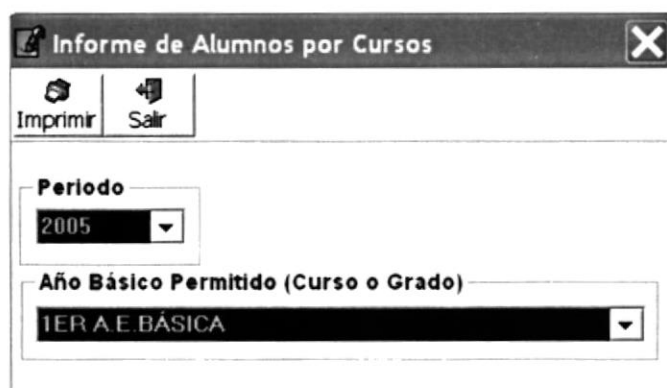 Informe de Alumnos por Cursos
Imprimir Salir
Periodo
2005
Año Básico Permitido (Curso o Grado)
1ER A.E.BÁSICA